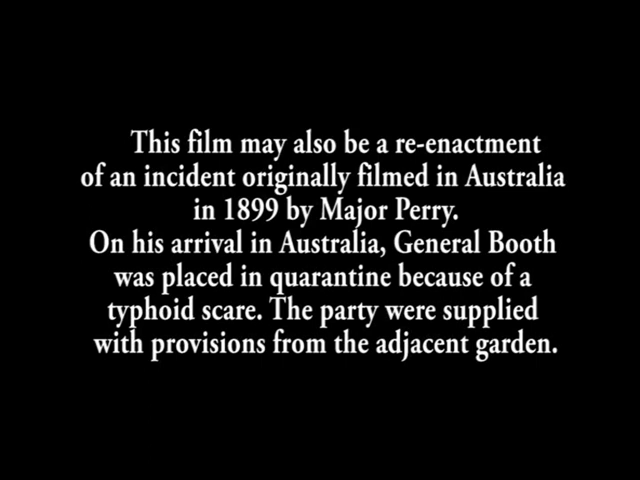 This film may also be a re-enactment
of an incident originally filmed in Australia
in 1899 by Major Perry.
On his arrival in Australia, General Booth
was placed in quarantine because of a
typhoid scare. The party were supplied
with provisions from the adjacent garden.